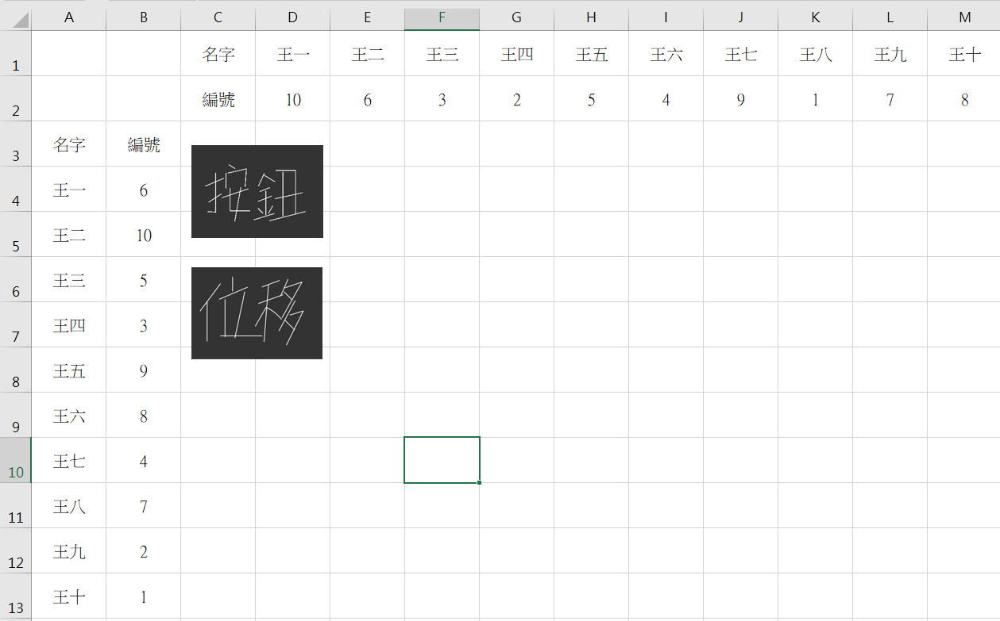 A B C D E F G H I J K L M
1 名字 王一 王二 王三 王四 王五 王六 王七 王八 王九 王十
2 編號 10 6 3 2 5 4 9 1 7 8
3 名字 編號
4 王一 6
按鈕
5 王二 10
6 王三 5
7 王四 3
位移
8 王五 9
9 王六 8
10 王七 4
11 王八 7
12 王九 2
13 王十 1